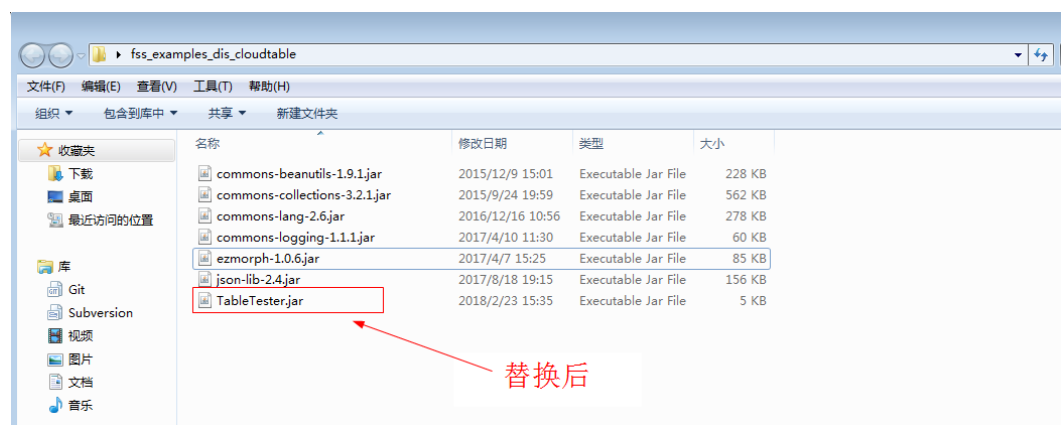 fss_examples_dis_cloudtable
文件(F) 编辑(E) 查看(V) 工具(T) 帮助(H)
组织 包含到库中 共享 新建文件夹
收藏夹
下载
桌面
最近访问的位置
库
Git
Subversion
视频
图片
文档
音乐
名称 修改日期 类型 大小
commons-beanutils-1.9.1.jar 2015/12/9 15:01 Executable Jar File 228 KB
commons-collections-3.2.1.jar 2015/9/24 19:59 Executable Jar File 562 KB
commons-lang-2.6.jar 2016/12/16 10:56 Executable Jar File 278 KB
commons-logging-1.1.1.jar 2017/4/10 11:30 Executable Jar File 60 KB
ezmorph-1.0.6.jar 2017/4/7 15:25 Executable Jar File 85 KB
json-lib-2.4.jar 2017/8/18 19:15 Executable Jar File 156 KB
TableTester.jar 2018/2/23 15:35 Executable Jar File 5 KB
替换后